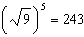 (√9)⁵ = 243